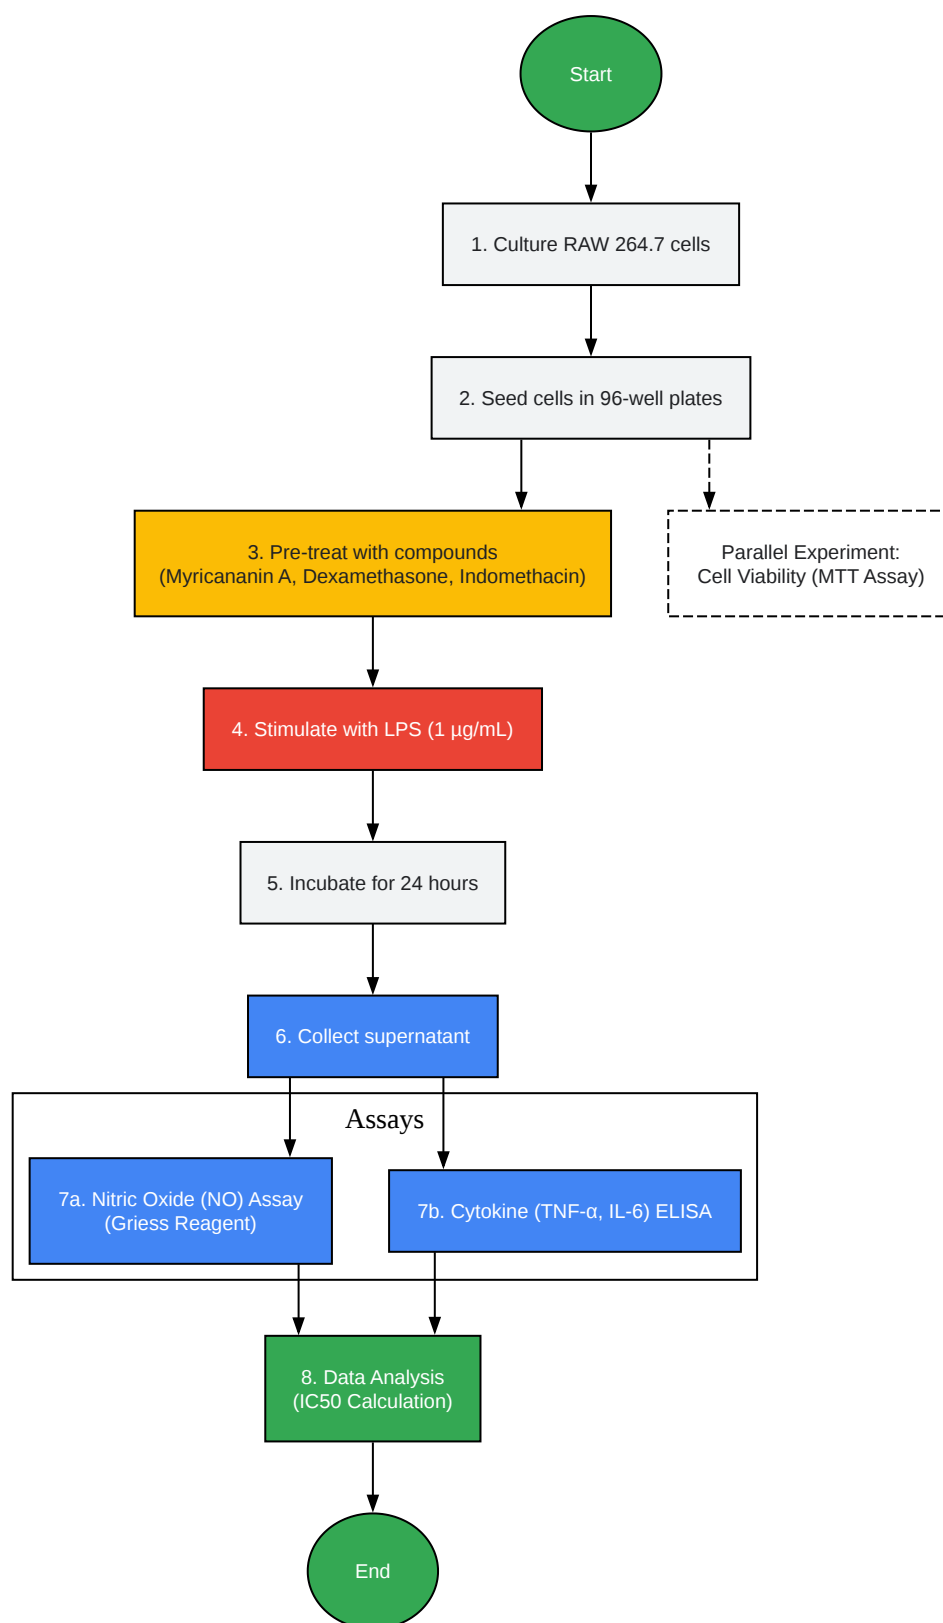 Start
1. Culture RAW 264.7 cells
2. Seed cells in 96-well plates
3. Pre-treat with compounds
(Myricananin A, Dexamethasone, Indomethacin)
Parallel Experiment:
Cell Viability (MTT Assay)
4. Stimulate with LPS (1 µg/mL)
5. Incubate for 24 hours
6. Collect supernatant
Assays
7a. Nitric Oxide (NO) Assay
(Griess Reagent)
7b. Cytokine (TNF-α, IL-6) ELISA
8. Data Analysis
(IC50 Calculation)
End